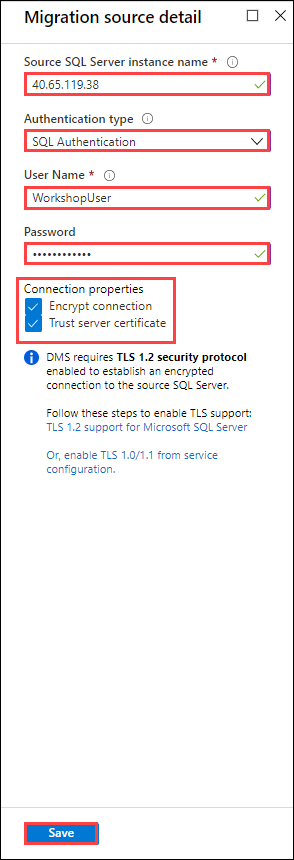 Migration source detail
Source SQL Server instance name *
40.65.119.38
Authentication type
SQL Authentication
User Name *
WorkshopUser
Password
••••••••••••
Connection properties
Encrypt connection
Trust server certificate
DMS requires TLS 1.2 security protocol
enabled to establish an encrypted
connection to the source SQL Server.
Follow these steps to enable TLS support:
TLS 1.2 support for Microsoft SQL Server
Or, enable TLS 1.0/1.1 from service
configuration.
Save